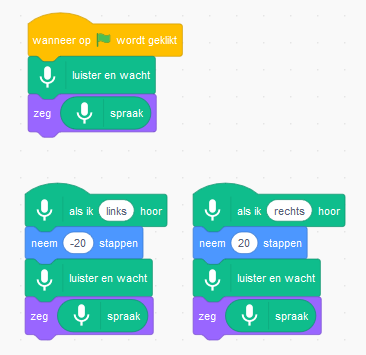 wanneer op wordt geklikt
luister en wacht
zeg spraak
als ik links hoor
neem -20 stappen
luister en wacht
zeg spraak
als ik rechts hoor
neem 20 stappen
luister en wacht
zeg spraak